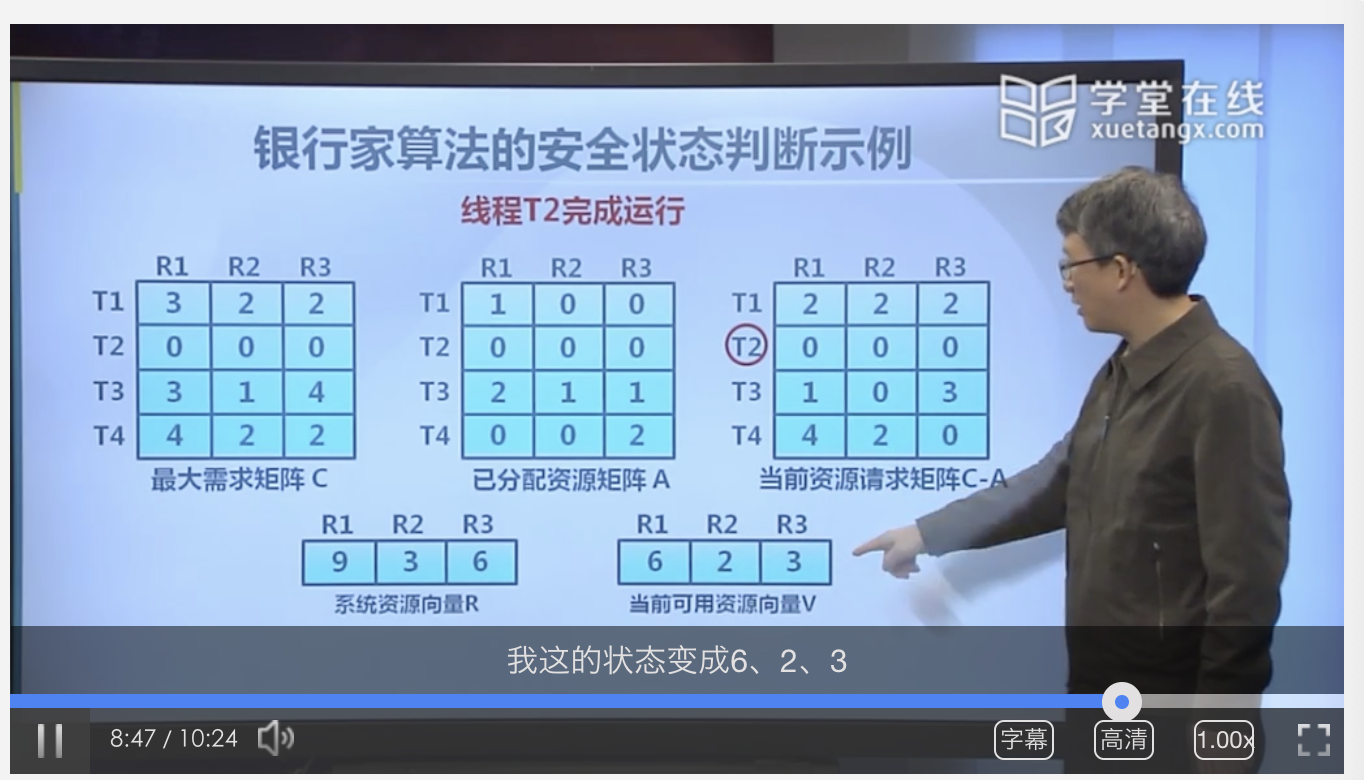 学堂在线
xuetangx.com
银行家算法的安全状态判断示例
线程T2完成运行
R1 R2 R3
T1 3 2 2
T2 0 0 0
T3 3 1 4
T4 4 2 2
最大需求矩阵 C
R1 R2 R3
T1 1 0 0
T2 0 0 0
T3 2 1 1
T4 0 0 2
已分配资源矩阵 A
R1 R2 R3
T1 2 2 2
T2 0 0 0
T3 1 0 3
T4 4 2 0
当前资源请求矩阵C-A
R1 R2 R3
9 3 6
系统资源向量R
R1 R2 R3
6 2 3
当前可用资源向量V
我这的状态变成6、2、3
8:47 / 10:24
字幕
高清
1.00x